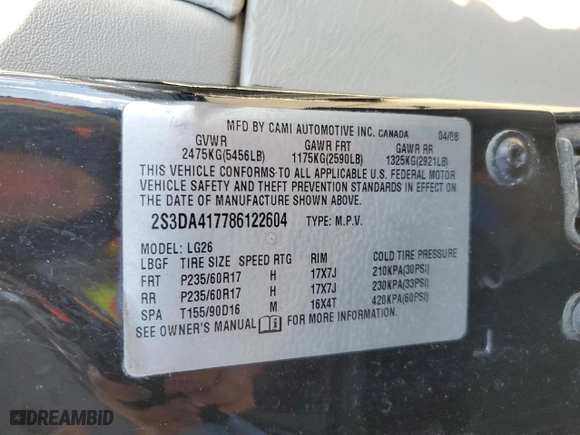 MFD BY CAMI AUTOMOTIVE INC. CANADA 04/08
GVWR GAWR FRT GAWR RR
2475KG(5456LB) 1175KG(2590LB) 1325KG(2921LB)
THIS VEHICLE CONFORMS TO ALL APPLICABLE U.S. FEDERAL MOTOR
VEHICLE SAFETY AND THEFT PREVENTION STANDARDS IN EFFECT ON
THE DATE OF MANUFACTURE SHOWN ABOVE.
2S3DA417786122604 TYPE: M.P.V.
MODEL: LG26
LBGF TIRE SIZE SPEED RTG RIM COLD TIRE PRESSURE
FRT P235/60R17 H 17X7J 210KPA(30PSI)
RR P235/60R17 H 17X7J 230KPA(33PSI)
SPA T155/90D16 M 16X4T 420KPA(60PSI)
SEE OWNER'S MANUAL FOR MORE INFORMATION
DREAMBID